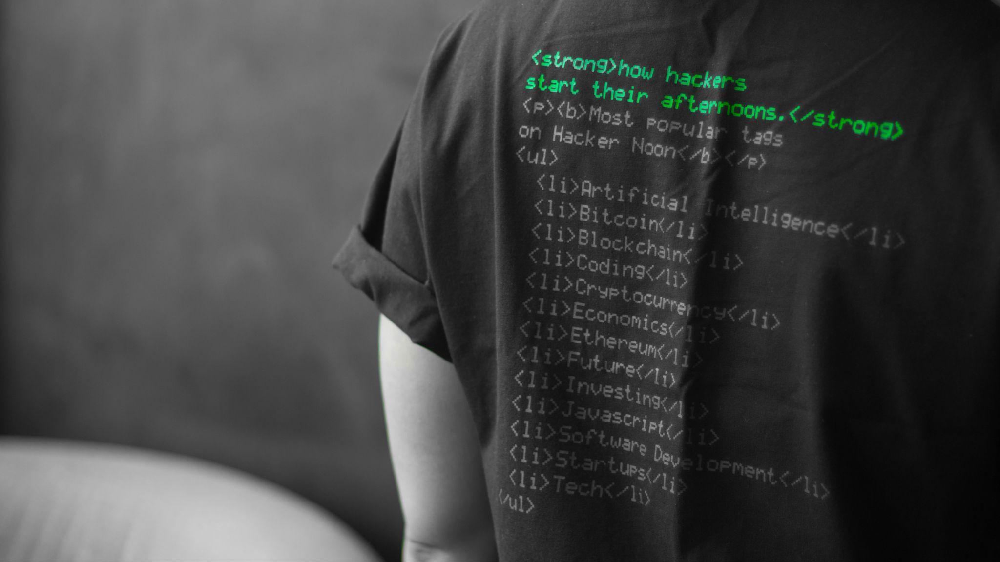 <strong>how hackers
start their afternoons.</strong>
<p><b>Most popular tags
on Hacker Noon</b></p>
<ul>
<li>Artificial Intelligence</li>
<li>Bitcoin</li>
<li>Blockchain</li>
<li>Coding</li>
<li>Cryptocurrency</li>
<li>Economics</li>
<li>Ethereum</li>
<li>Future</li>
<li>Investing</li>
<li>Javascript</li>
<li>Software Development</li>
<li>Startups</li>
<li>Tech</li>
</ul>